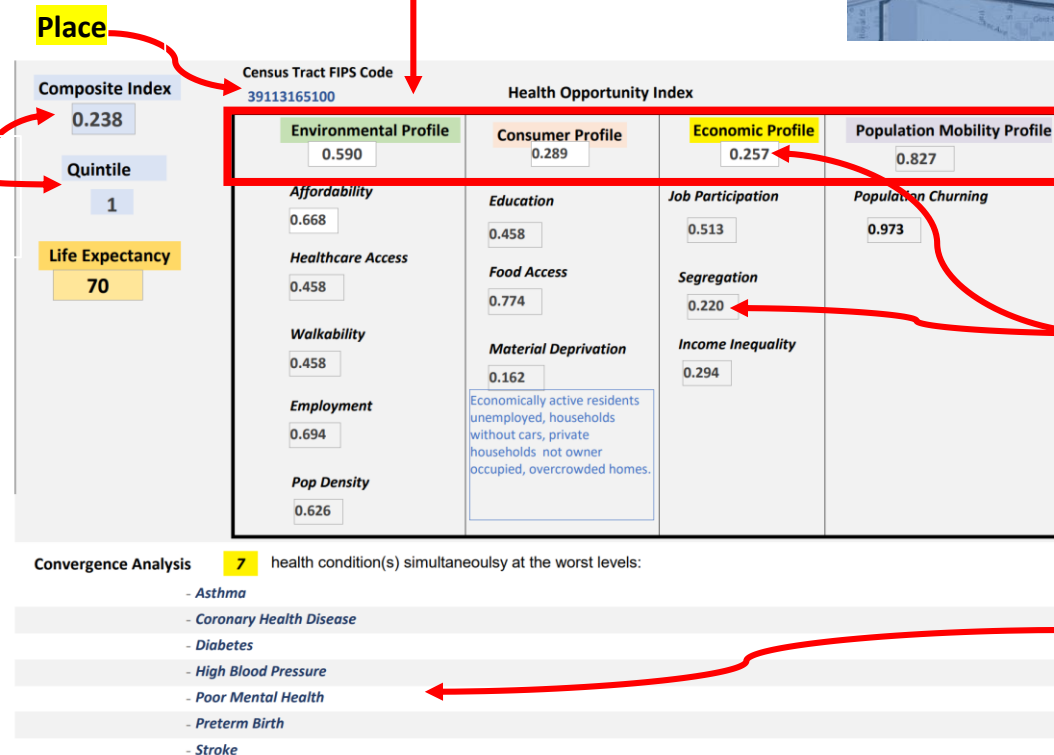 Place
Census Tract FIPS Code
39113165100
Health Opportunity Index
Composite Index
0.238
Quintile
1
Life Expectancy
70
Environmental Profile
0.590
Affordability
0.668
Healthcare Access
0.458
Walkability
0.458
Employment
0.694
Pop Density
0.626
Consumer Profile
0.289
Education
0.458
Food Access
0.774
Material Deprivation
0.162
Economically active residents
unemployed, households
without cars, private
households not owner
occupied, overcrowded homes.
Economic Profile
0.257
Job Participation
0.513
Segregation
0.220
Income Inequality
0.294
Population Mobility Profile
0.827
Population Churning
0.973
Convergence Analysis 7 health condition(s) simultaneoulsy at the worst levels:
- Asthma
- Coronary Health Disease
- Diabetes
- High Blood Pressure
- Poor Mental Health
- Preterm Birth
- Stroke